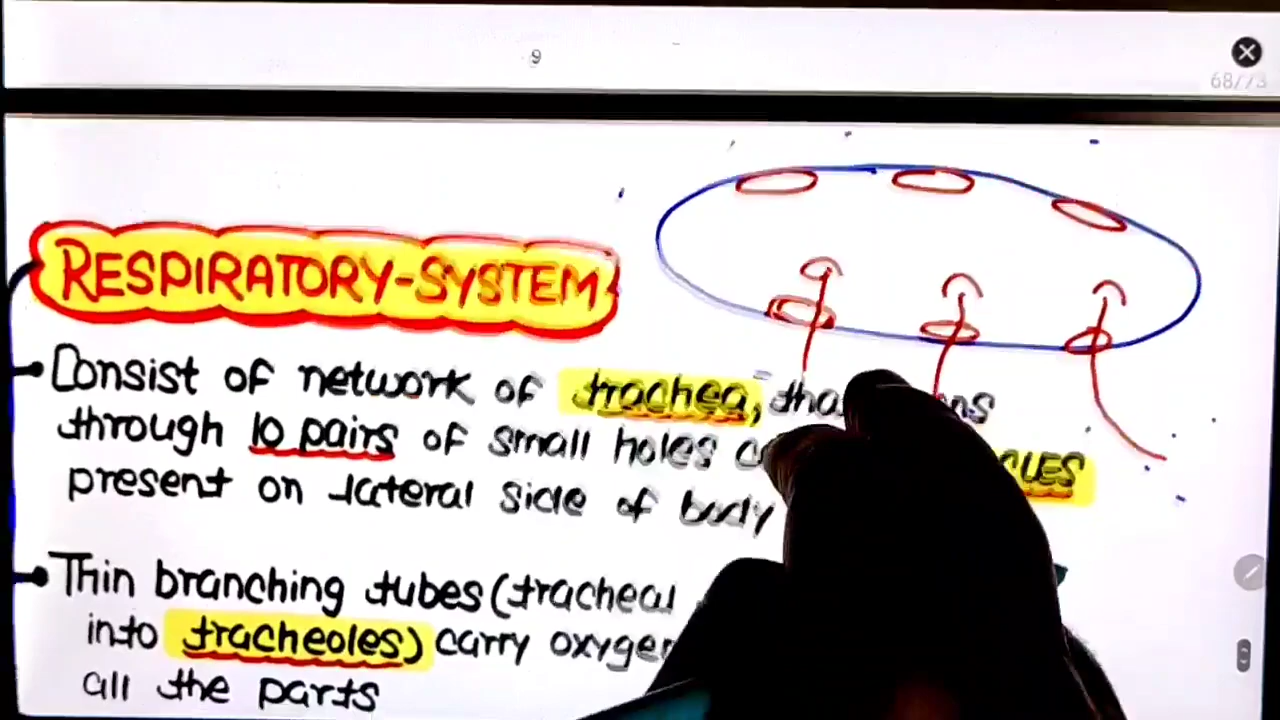 9
68/73
RESPIRATORY-SYSTEM
Consist of network of trachea,
through 10 pairs of small holes
present on lateral side of body
Thin branching tubes (tracheal
into tracheoles) carry oxygen
all the parts